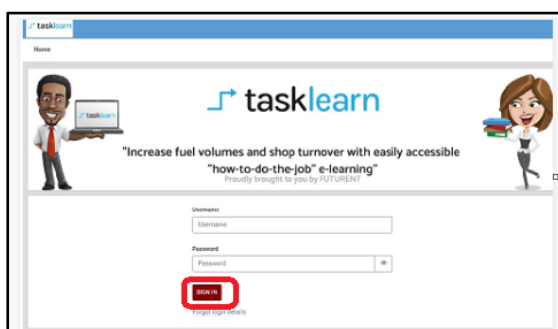 tasklearn
Home
tasklearn
tasklearn
"Increase fuel volumes and shop turnover with easily accessible
"how-to-do-the-job" e-learning"
Proudly brought to you by FUTURENT
Username
Username
Password
Password
SIGN IN
Forgot login details